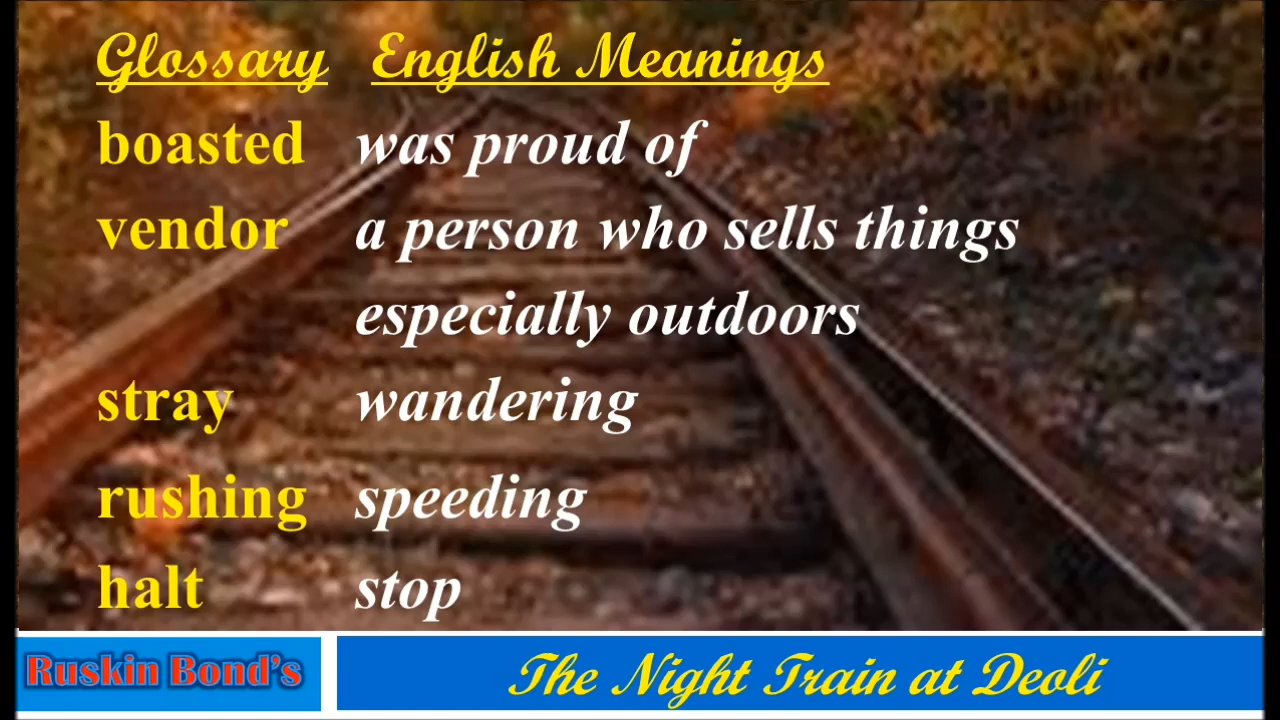 Glossary English Meanings
boasted was proud of
vendor a person who sells things
especially outdoors
stray wandering
rushing speeding
halt stop
Ruskin Bond's The Night Train at Deoli